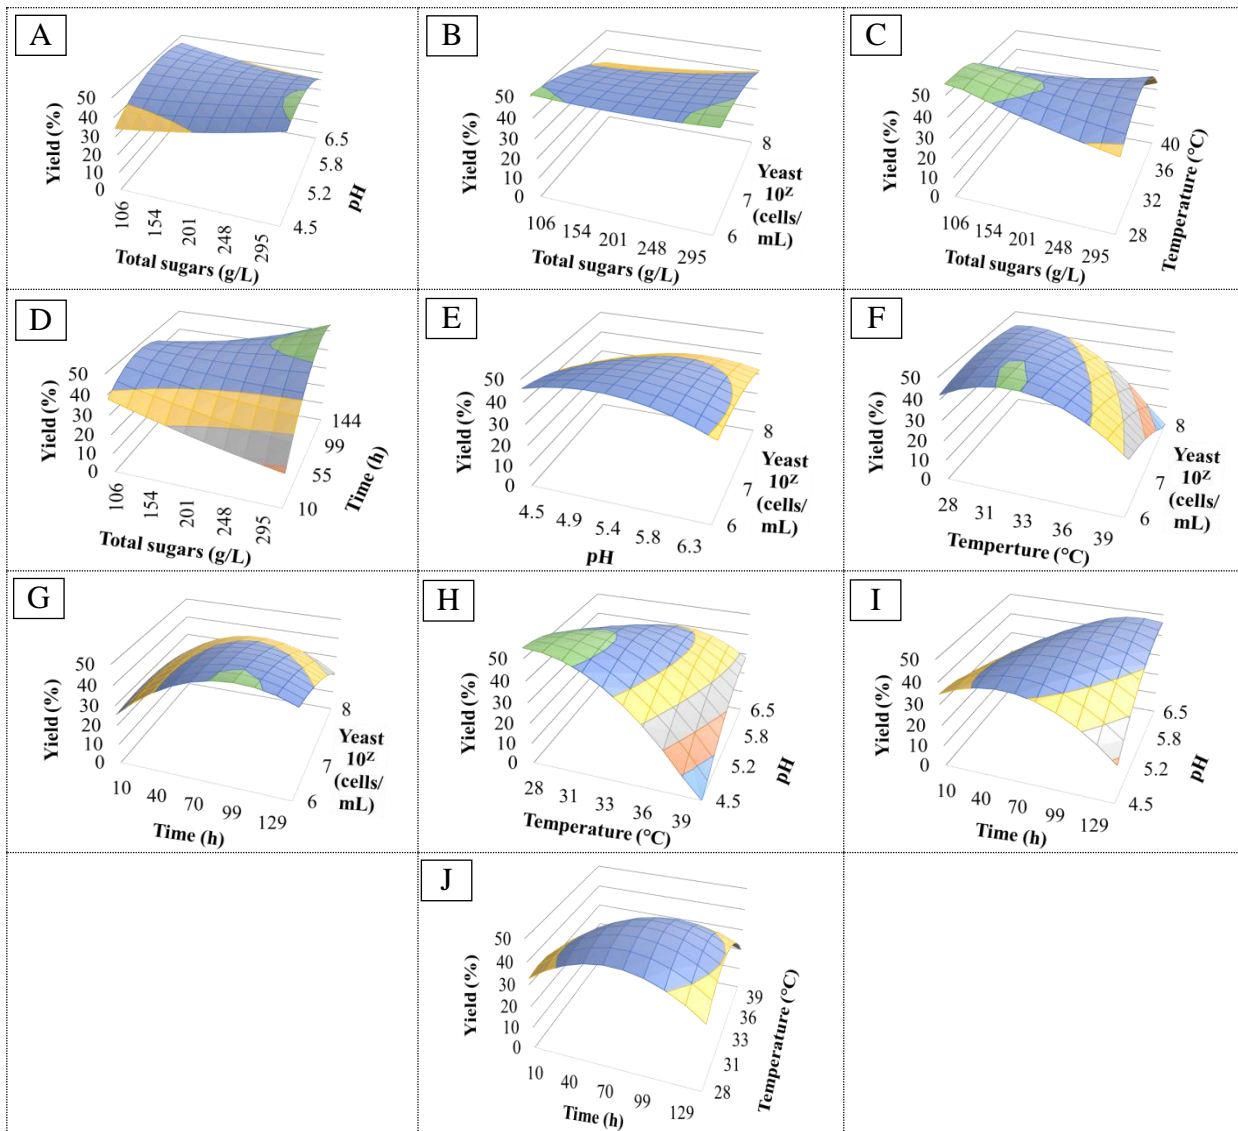 A
50
40
30
20
10
0
Yield (%)
106
154
201
248
295
Total sugars (g/L)
6.5
5.8
5.2
4.5
pH
B
50
40
30
20
10
0
Yield (%)
106
154
201
248
295
Total sugars (g/L)
8
7
6
Yeast
10ᶻ
(cells/
mL)
C
50
40
30
20
10
0
Yield (%)
106
154
201
248
295
Total sugars (g/L)
40
36
32
28
Temperature (°C)
D
50
40
30
20
10
0
Yield (%)
106
154
201
248
295
Total sugars (g/L)
144
99
55
10
Time (h)
E
50
40
30
20
10
0
Yield (%)
4.5
4.9
5.4
5.8
6.3
pH
8
7
6
Yeast
10ᶻ
(cells/
mL)
F
50
40
30
20
10
0
Yield (%)
28
31
33
36
39
Temperture (°C)
8
7
6
Yeast
10ᶻ
(cells/
mL)
G
50
40
30
20
10
0
Yield (%)
10
40
70
99
129
Time (h)
8
7
6
Yeast
10ᶻ
(cells/
mL)
H
50
40
30
20
10
0
Yield (%)
28
31
33
36
39
Temperature (°C)
6.5
5.8
5.2
4.5
pH
I
50
40
30
20
10
0
Yield (%)
10
40
70
99
129
Time (h)
6.5
5.8
5.2
4.5
pH
J
50
40
30
20
10
0
Yield (%)
10
40
70
99
129
Time (h)
39
36
33
31
28
Temperature (°C)